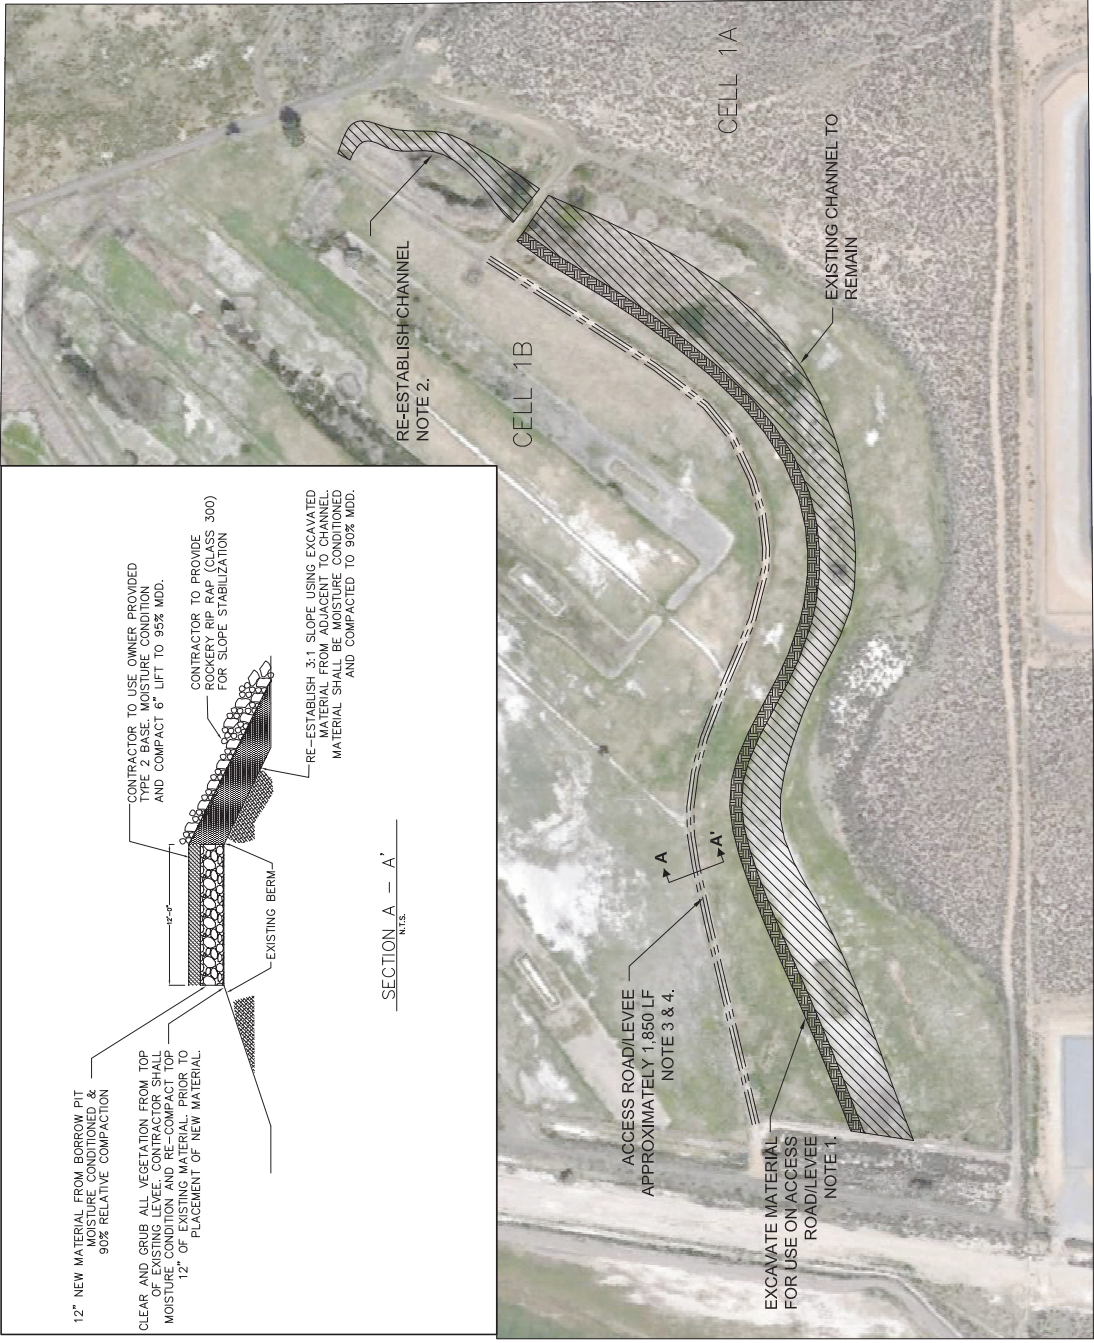 12" NEW MATERIAL FROM BORROW PIT
MOISTURE CONDITIONED &
90% RELATIVE COMPACTION
CLEAR AND GRUB ALL VEGETATION FROM TOP
OF EXISTING LEVEE. CONTRACTOR SHALL
MOISTURE CONDITION AND RE-COMPACT TOP
12" OF EXISTING MATERIAL PRIOR TO
PLACEMENT OF NEW MATERIAL.
12'-0"
EXISTING BERM
CONTRACTOR TO USE OWNER PROVIDED
TYPE 2 BASE. MOISTURE CONDITION
AND COMPACT 6" LIFT TO 95% MDD.
CONTRACTOR TO PROVIDE
ROCKERY RIP RAP (CLASS 300)
FOR SLOPE STABILIZATION
RE-ESTABLISH 3:1 SLOPE USING EXCAVATED
MATERIAL FROM ADJACENT TO CHANNEL.
MATERIAL SHALL BE MOISTURE CONDITIONED
AND COMPACTED TO 90% MDD.
SECTION A - A'
N.T.S.
RE-ESTABLISH CHANNEL
NOTE 2.
CELL 1B
CELL 1A
EXISTING CHANNEL TO
REMAIN
A
A'
ACCESS ROAD/LEVEE
APPROXIMATELY 1,850 LF
NOTE 3 & 4.
EXCAVATE MATERIAL
FOR USE ON ACCESS
ROAD/LEVEE
NOTE 1.